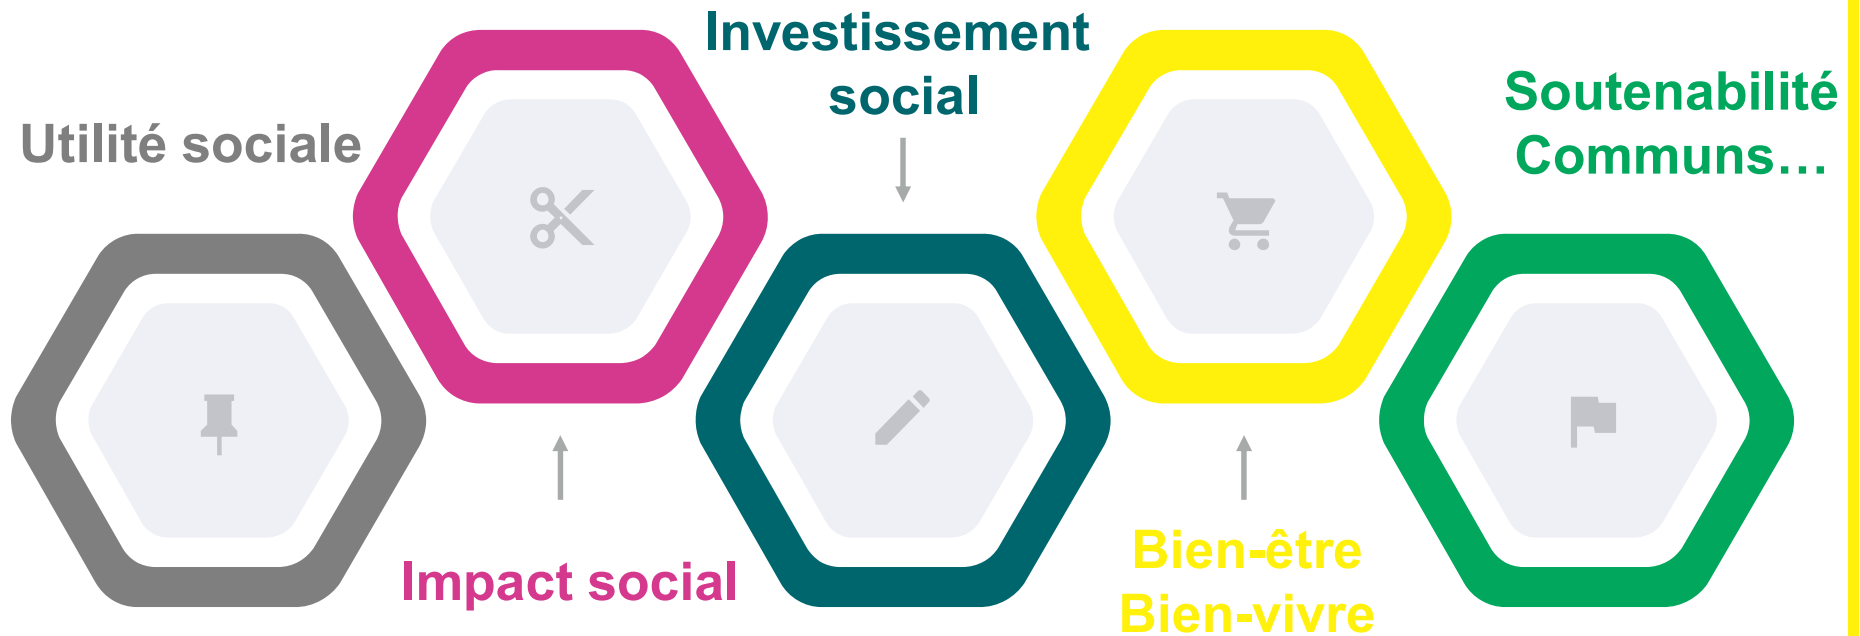 Utilité sociale
Impact social
Investissement
social
Bien-être
Bien-vivre
Soutenabilité
Communs…